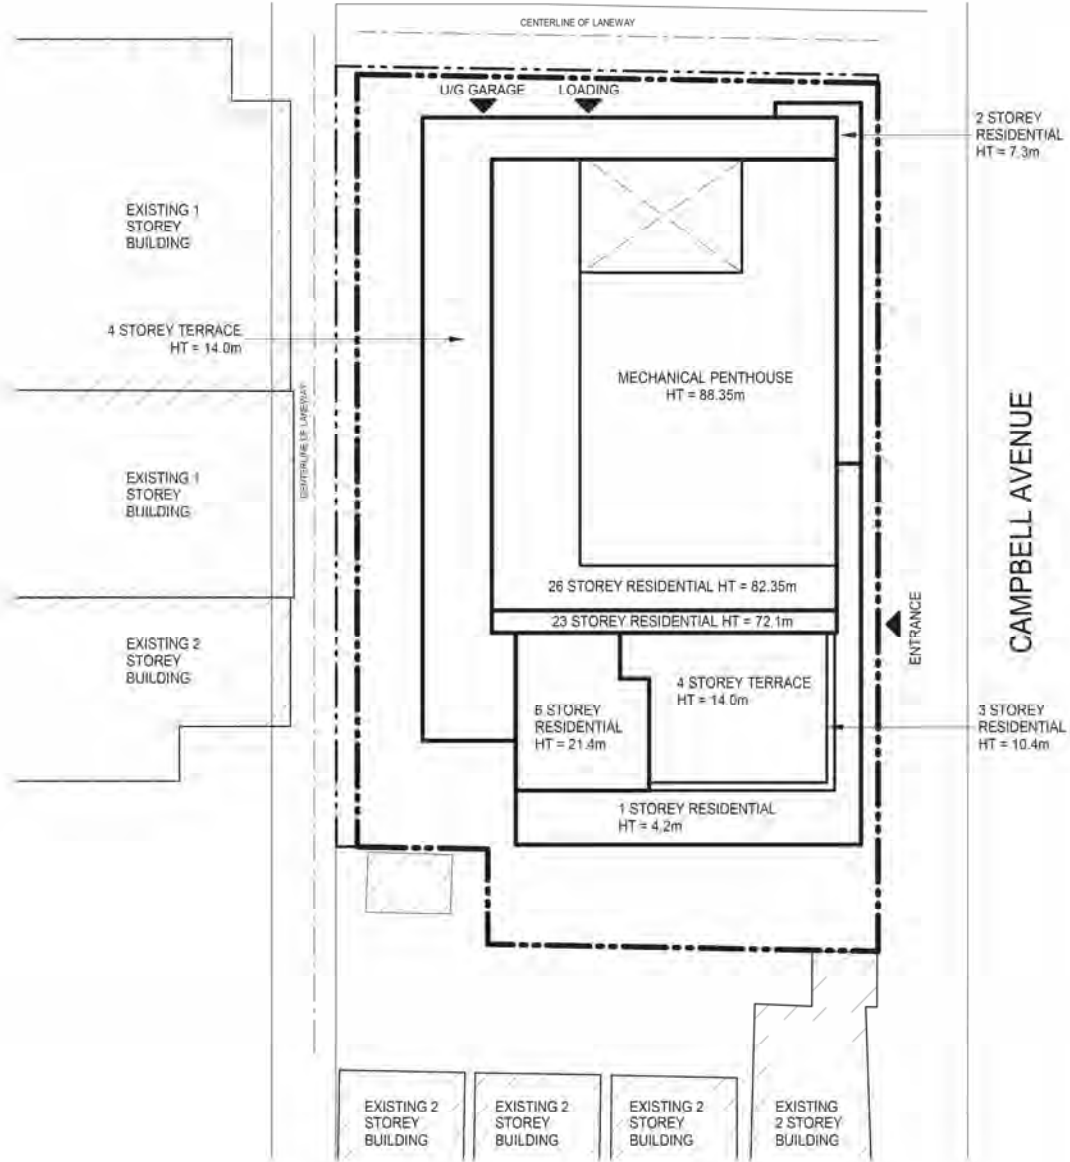 CENTERLINE OF LANEWAY
U/G GARAGE
LOADING
2 STOREY
RESIDENTIAL
HT = 7.3m
EXISTING 1
STOREY
BUILDING
4 STOREY TERRACE
HT = 14.0m
MECHANICAL PENTHOUSE
HT = 88.35m
CENTERLINE OF LANEWAY
CAMPBELL AVENUE
EXISTING 1
STOREY
BUILDING
26 STOREY RESIDENTIAL HT = 82.35m
23 STOREY RESIDENTIAL HT = 72.1m
ENTRANCE
EXISTING 2
STOREY
BUILDING
4 STOREY TERRACE
HT = 14.0m
6 STOREY
RESIDENTIAL
HT = 21.4m
3 STOREY
RESIDENTIAL
HT = 10.4m
1 STOREY RESIDENTIAL
HT = 4.2m
EXISTING 2
STOREY
BUILDING
EXISTING 2
STOREY
BUILDING
EXISTING 2
STOREY
BUILDING
EXISTING
2 STOREY
BUILDING